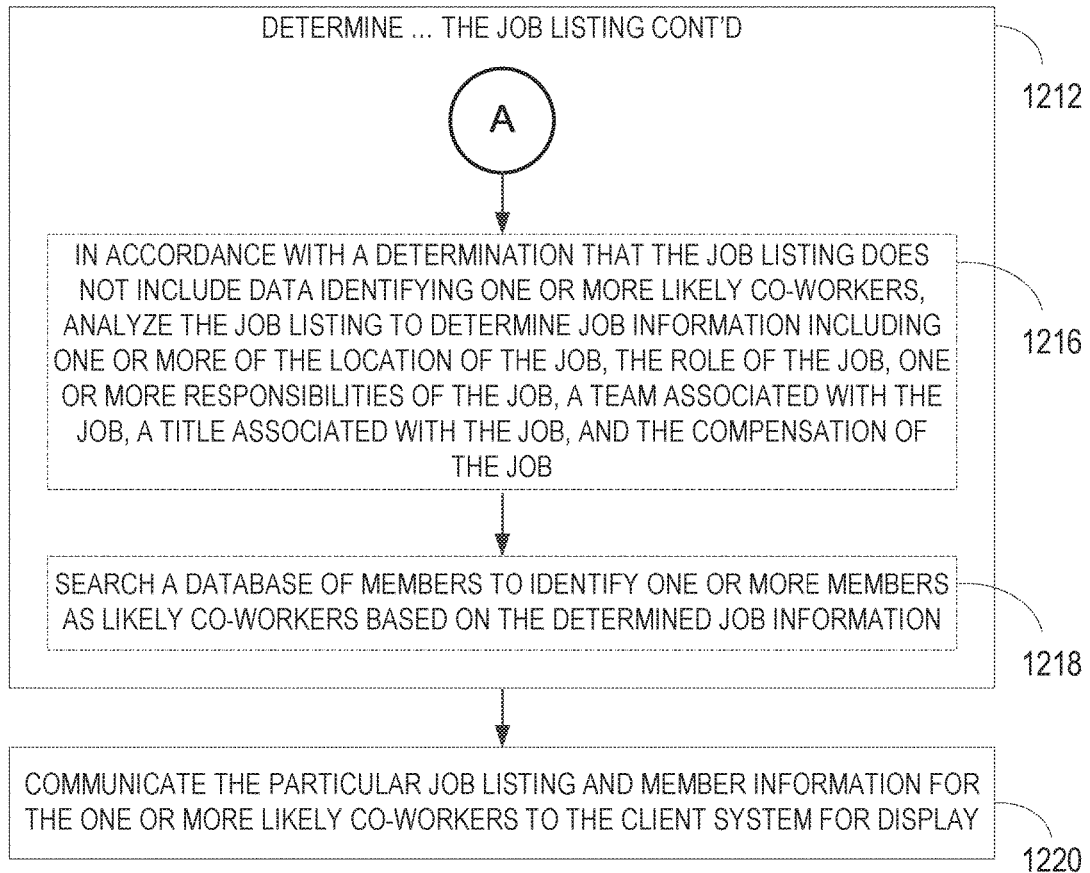 DETERMINE ... THE JOB LISTING CONT'D
1212
A
IN ACCORDANCE WITH A DETERMINATION THAT THE JOB LISTING DOES
NOT INCLUDE DATA IDENTIFYING ONE OR MORE LIKELY CO-WORKERS,
ANALYZE THE JOB LISTING TO DETERMINE JOB INFORMATION INCLUDING
ONE OR MORE OF THE LOCATION OF THE JOB, THE ROLE OF THE JOB, ONE
OR MORE RESPONSIBILITIES OF THE JOB, A TEAM ASSOCIATED WITH THE
JOB, A TITLE ASSOCIATED WITH THE JOB, AND THE COMPENSATION OF
THE JOB
1216
SEARCH A DATABASE OF MEMBERS TO IDENTIFY ONE OR MORE MEMBERS
AS LIKELY CO-WORKERS BASED ON THE DETERMINED JOB INFORMATION
1218
COMMUNICATE THE PARTICULAR JOB LISTING AND MEMBER INFORMATION FOR
THE ONE OR MORE LIKELY CO-WORKERS TO THE CLIENT SYSTEM FOR DISPLAY
1220